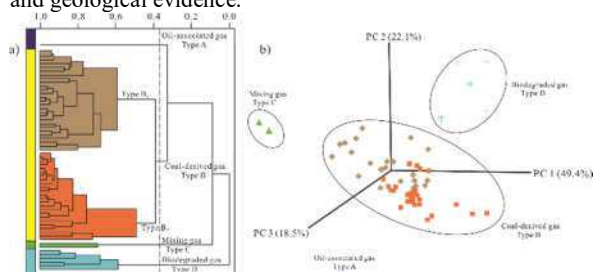 and geological evidence.
1.0 0.8 0.6 0.4 0.2 0.0
a)
Oil-associated gas
Type A
Type B
Coal-derived gas
Type B
Type B
Mixing gas
Type C
Biodegraded gas
Type D
b)
PC 2 (22.1%)
Mixing gas
Type C
Biodegraded gas
Type D
PC 1 (49.4%)
PC 3 (18.5%)
Coal-derived gas
Type B
Oil-associated gas
Type A